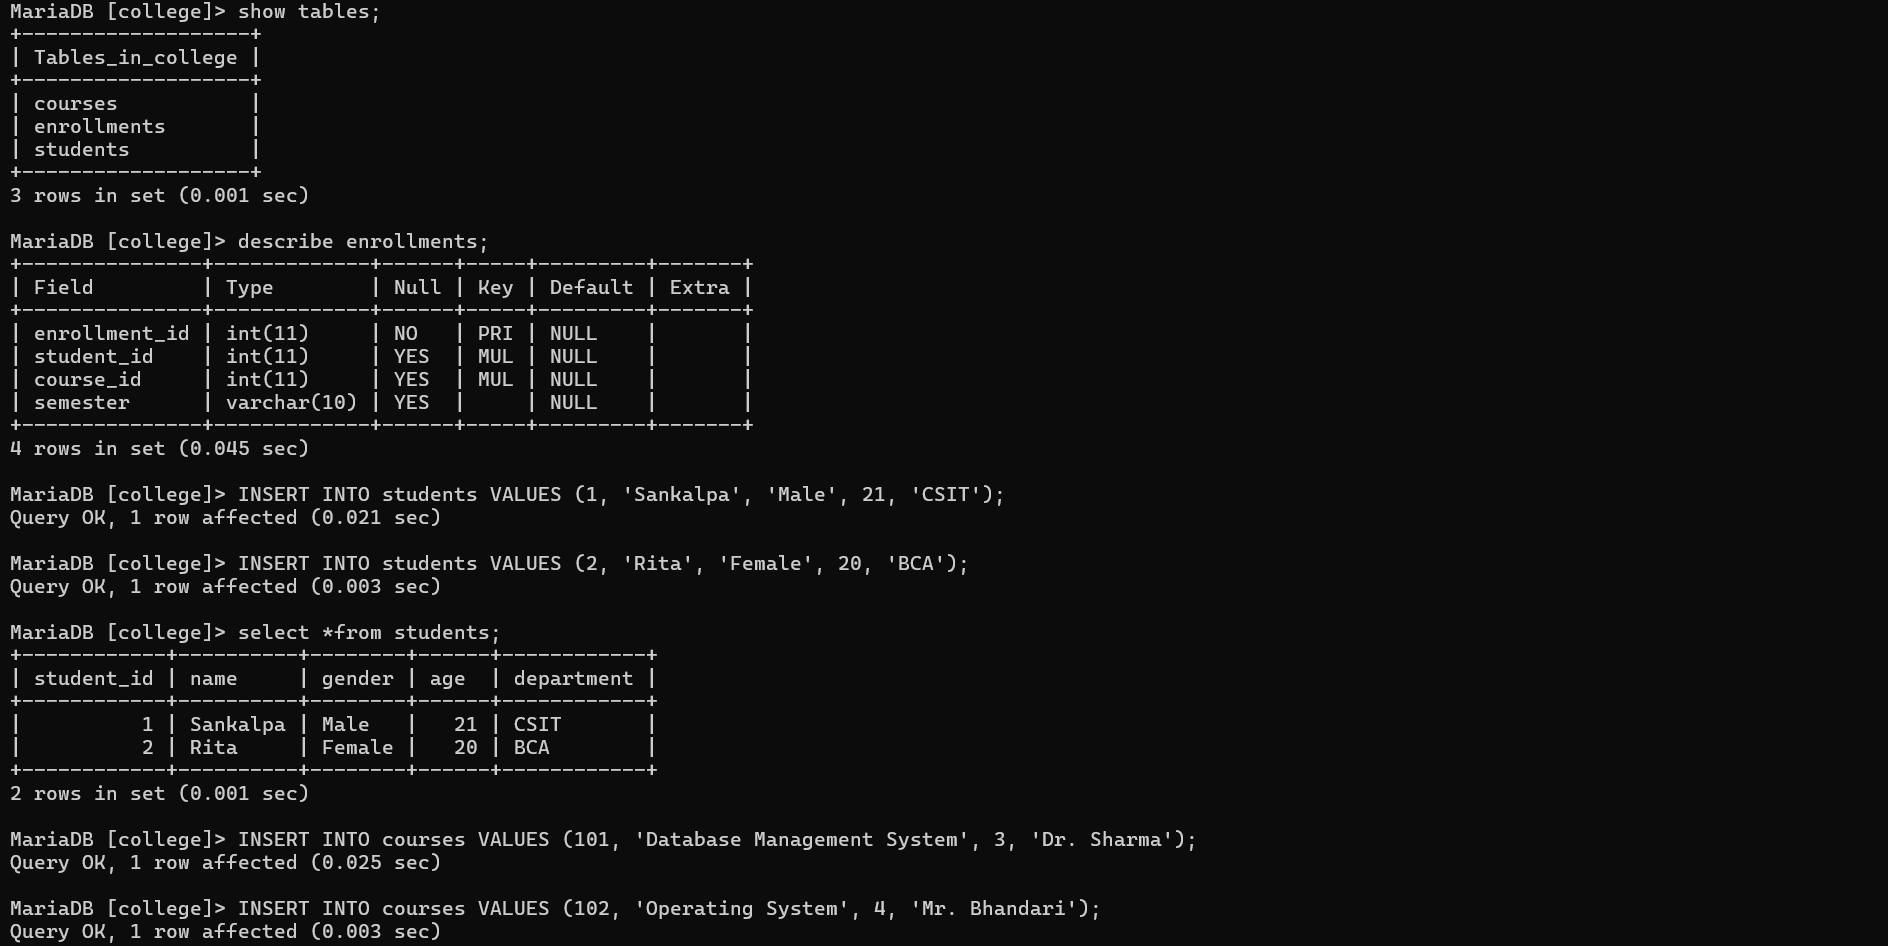 MariaDB [college]> show tables;
+-------------------+
| Tables_in_college |
+-------------------+
| courses           |
| enrollments       |
| students          |
+-------------------+
3 rows in set (0.001 sec)

MariaDB [college]> describe enrollments;
+---------------+-------------+------+-----+---------+-------+
| Field         | Type        | Null | Key | Default | Extra |
+---------------+-------------+------+-----+---------+-------+
| enrollment_id | int(11)     | NO   | PRI | NULL    |       |
| student_id    | int(11)     | YES  | MUL | NULL    |       |
| course_id     | int(11)     | YES  | MUL | NULL    |       |
| semester      | varchar(10) | YES  |     | NULL    |       |
+---------------+-------------+------+-----+---------+-------+
4 rows in set (0.045 sec)

MariaDB [college]> INSERT INTO students VALUES (1, 'Sankalpa', 'Male', 21, 'CSIT');
Query OK, 1 row affected (0.021 sec)

MariaDB [college]> INSERT INTO students VALUES (2, 'Rita', 'Female', 20, 'BCA');
Query OK, 1 row affected (0.003 sec)

MariaDB [college]> select *from students;
+------------+----------+--------+------+------------+
| student_id | name     | gender | age  | department |
+------------+----------+--------+------+------------+
|          1 | Sankalpa | Male   |   21 | CSIT       |
|          2 | Rita     | Female |   20 | BCA        |
+------------+----------+--------+------+------------+
2 rows in set (0.001 sec)

MariaDB [college]> INSERT INTO courses VALUES (101, 'Database Management System', 3, 'Dr. Sharma');
Query OK, 1 row affected (0.025 sec)

MariaDB [college]> INSERT INTO courses VALUES (102, 'Operating System', 4, 'Mr. Bhandari');
Query OK, 1 row affected (0.003 sec)